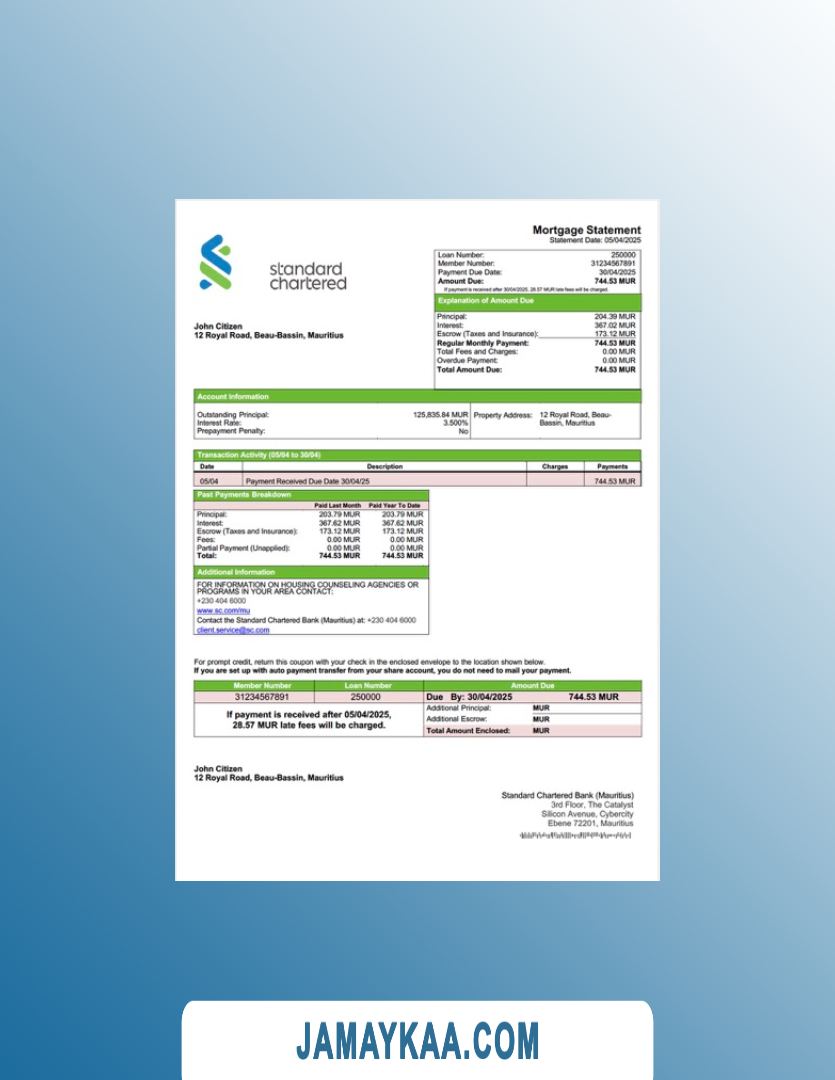 Mortgage Statement
Statement Date: 05/04/2025
standard
chartered
Loan Number: 250000
Member Number: 31234567891
Payment Due Date: 30/04/2025
Amount Due: 744.53 MUR
If payment is received after 30/04/2025, 28.57 MUR late fees will be charged.
Explanation of Amount Due
Principal: 204.39 MUR
Interest: 367.02 MUR
Escrow (Taxes and Insurance): 173.12 MUR
Regular Monthly Payment: 744.53 MUR
Total Fees and Charges: 0.00 MUR
Overdue Payment: 0.00 MUR
Total Amount Due: 744.53 MUR
John Citizen
12 Royal Road, Beau-Bassin, Mauritius
Account Information
Outstanding Principal: 125,835.84 MUR
Interest Rate: 3.500%
Prepayment Penalty: No
Property Address: 12 Royal Road, Beau-
Bassin, Mauritius
Transaction Activity (05/04 to 30/04)
Date Description Charges Payments
05/04 Payment Received Due Date 30/04/25 744.53 MUR
Past Payments Breakdown
Paid Last Month Paid Year To Date
Principal: 203.79 MUR 203.79 MUR
Interest: 367.62 MUR 367.62 MUR
Escrow (Taxes and Insurance): 173.12 MUR 173.12 MUR
Fees: 0.00 MUR 0.00 MUR
Partial Payment (Unapplied): 0.00 MUR 0.00 MUR
Total: 744.53 MUR 744.53 MUR
Additional Information
FOR INFORMATION ON HOUSING COUNSELING AGENCIES OR
PROGRAMS IN YOUR AREA CONTACT:
+230 404 6000
www.sc.com/mu
Contact the Standard Chartered Bank (Mauritius) at: +230 404 6000
client.service@sc.com
For prompt credit, return this coupon with your check in the enclosed envelope to the location shown below.
If you are set up with auto payment transfer from your share account, you do not need to mail your payment.
Member Number Loan Number Amount Due
31234567891 250000 Due By: 30/04/2025 744.53 MUR
If payment is received after 05/04/2025,
28.57 MUR late fees will be charged.
Additional Principal: MUR
Additional Escrow: MUR
Total Amount Enclosed: MUR
John Citizen
12 Royal Road, Beau-Bassin, Mauritius
Standard Chartered Bank (Mauritius)
3rd Floor, The Catalyst
Silicon Avenue, Cybercity
Ebene 72201, Mauritius
JAMAYKAA.COM